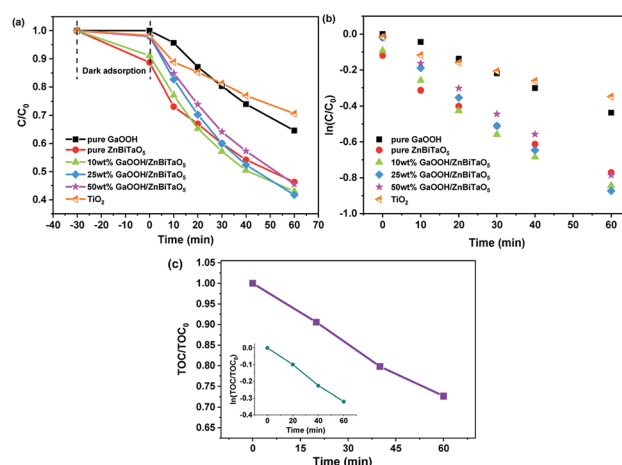 (a)
1.0
0.9
0.8
0.7
0.6
0.5
0.4
C/C₀
Dark adsorption
pure GaOOH
pure ZnBiTaO₅
10wt% GaOOH/ZnBiTaO₅
25wt% GaOOH/ZnBiTaO₅
50wt% GaOOH/ZnBiTaO₅
TiO₂
-40 -30 -20 -10 0 10 20 30 40 50 60 70
Time (min)
(b)
0.0
-0.2
-0.4
-0.6
-0.8
-1.0
ln(C/C₀)
pure GaOOH
pure ZnBiTaO₅
10wt% GaOOH/ZnBiTaO₅
25wt% GaOOH/ZnBiTaO₅
50wt% GaOOH/ZnBiTaO₅
TiO₂
0 10 20 30 40 50 60
Time (min)
(c)
1.05
1.00
0.95
0.90
0.85
0.80
0.75
0.70
0.65
TOC/TOC₀
0.1
0.0
-0.1
-0.2
-0.3
-0.4
ln(TOC/TOC₀)
0 20 40 60
Time (min)
0 20 40 60
Time (min)